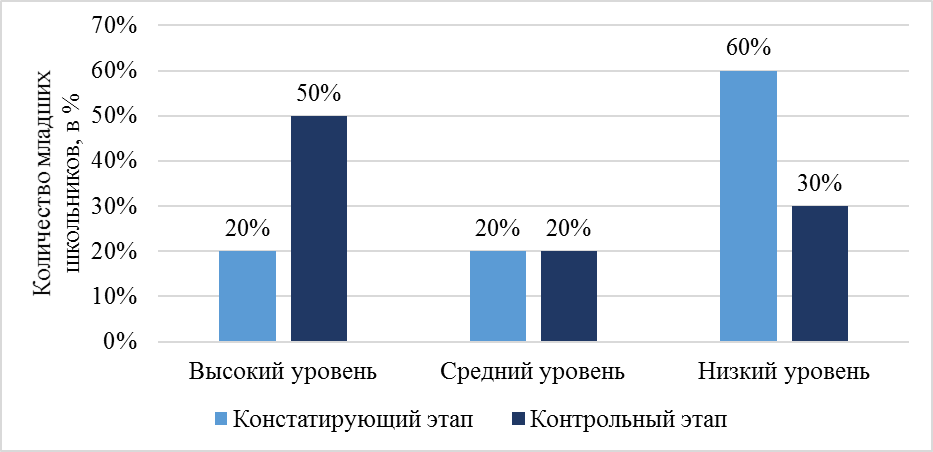 70%
60%
50%
40%
30%
20%
10%
0%
Количество младших
школьников, в %
20%
50%
20%
20%
60%
30%
Высокий уровень
Средний уровень
Низкий уровень
Констатирующий этап
Контрольный этап